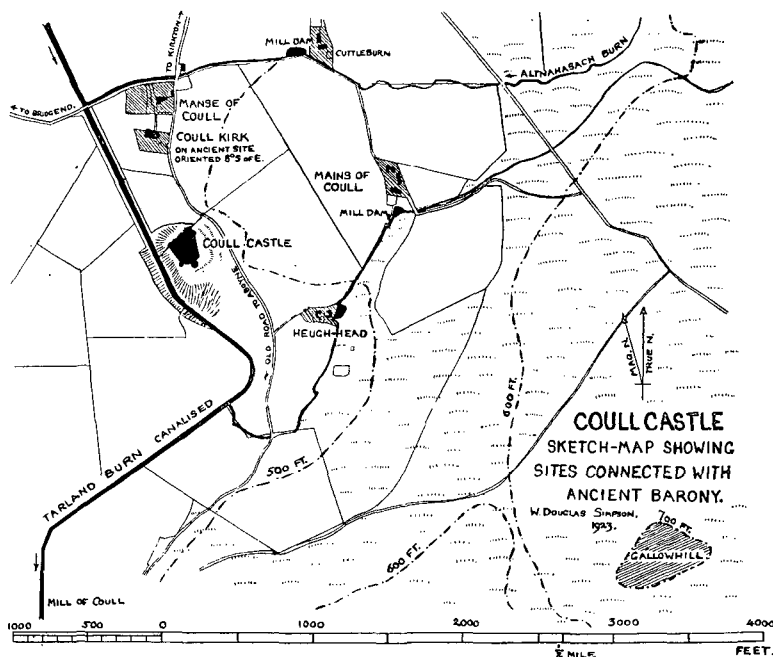 TO KIRKTON
MILL DAM
CUTTLEBURN
ALTNAHASACH BURN
TO BRIDGEND.
MANSE OF
COULL
COULL KIRK
ON ANCIENT SITE
ORIENTED 8° S OF E.
MAINS OF
COULL
MILL DAM
COULL CASTLE
OLD ROAD TO ABOYNE
HEUGH-HEAD
MAG. N.
TRUE N.
600 FT.
500 FT.
600 FT.
TARLAND BURN CANALISED
MILL OF COULL
COULL CASTLE
SKETCH-MAP SHOWING
SITES CONNECTED WITH
ANCIENT BARONY.
W. DOUGLAS SIMPSON,
1923.
700 FT.
GALLOWHILL
1000 500 0 1000 2000 3000 4000
½ MILE
FEET.